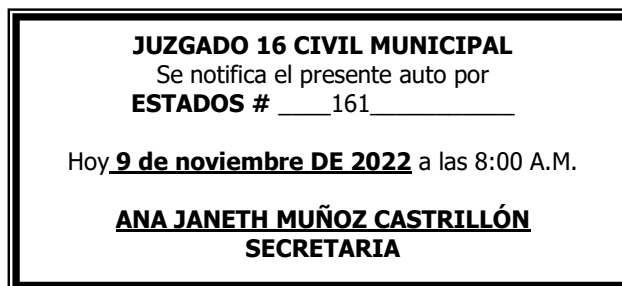 JUZGADO 16 CIVIL MUNICIPAL
Se notifica el presente auto por
ESTADOS # ____161____________
Hoy 9 de noviembre DE 2022 a las 8:00 A.M.
ANA JANETH MUÑOZ CASTRILLÓN
SECRETARIA